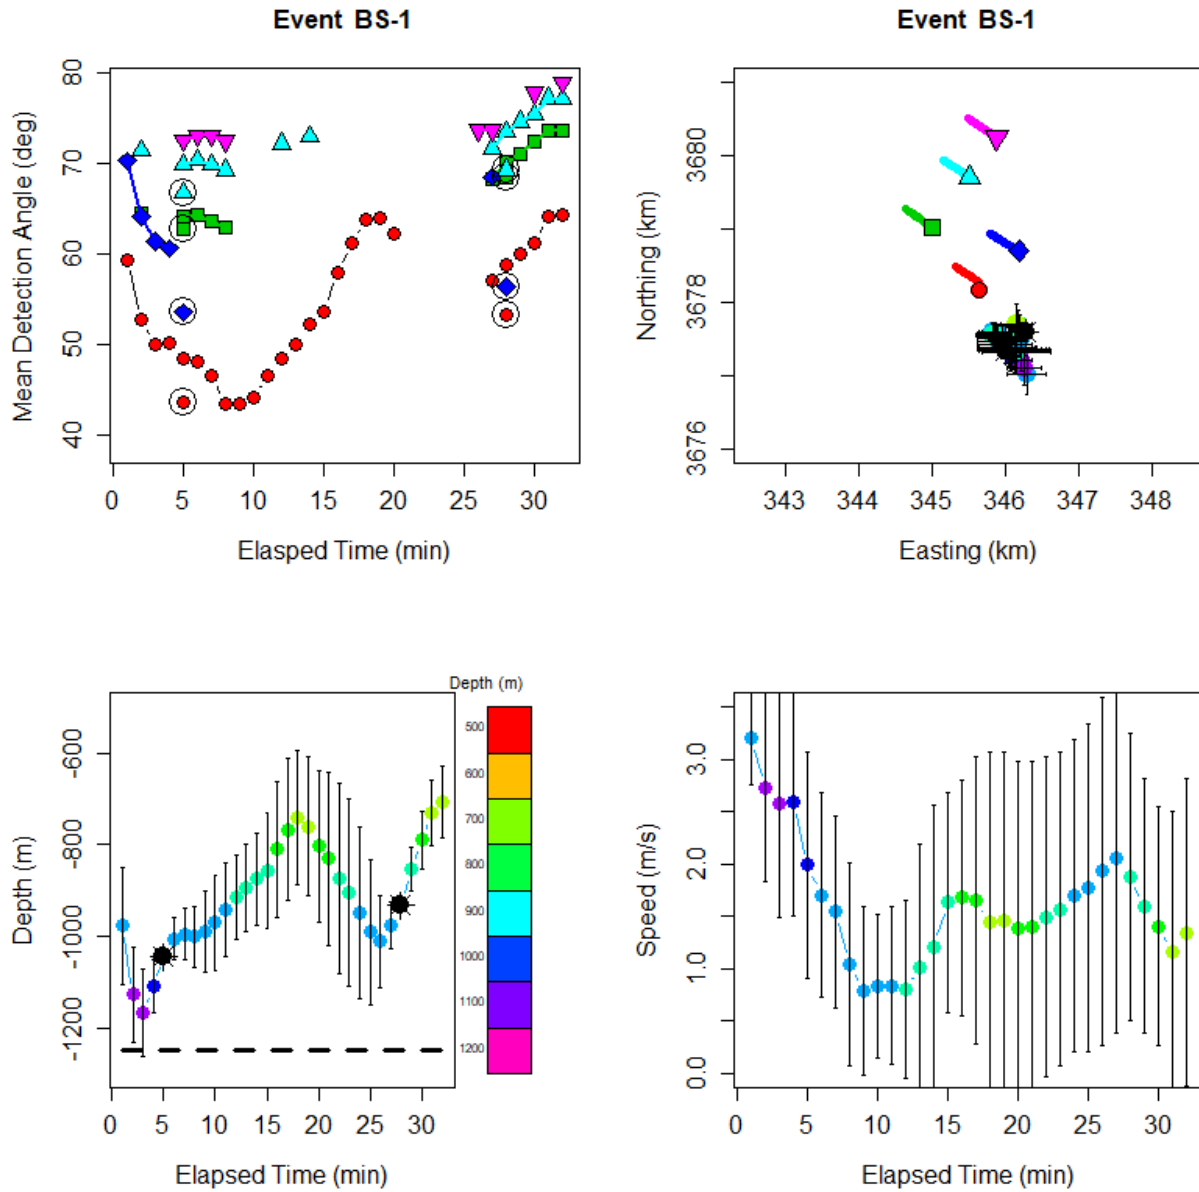 Event BS-1
Event BS-1
Mean Detection Angle (deg)
80
70
60
50
40
0 5 10 15 20 25 30
Elasped Time (min)
Northing (km)
3680
3678
3676
343 344 345 346 347 348
Easting (km)
Depth (m)
-600
-800
-1000
-1200
0 5 10 15 20 25 30
Elapsed Time (min)
Depth (m)
500
600
700
800
900
1000
1100
1200
Speed (m/s)
3.0
2.0
1.0
0.0
0 5 10 15 20 25 30
Elapsed Time (min)